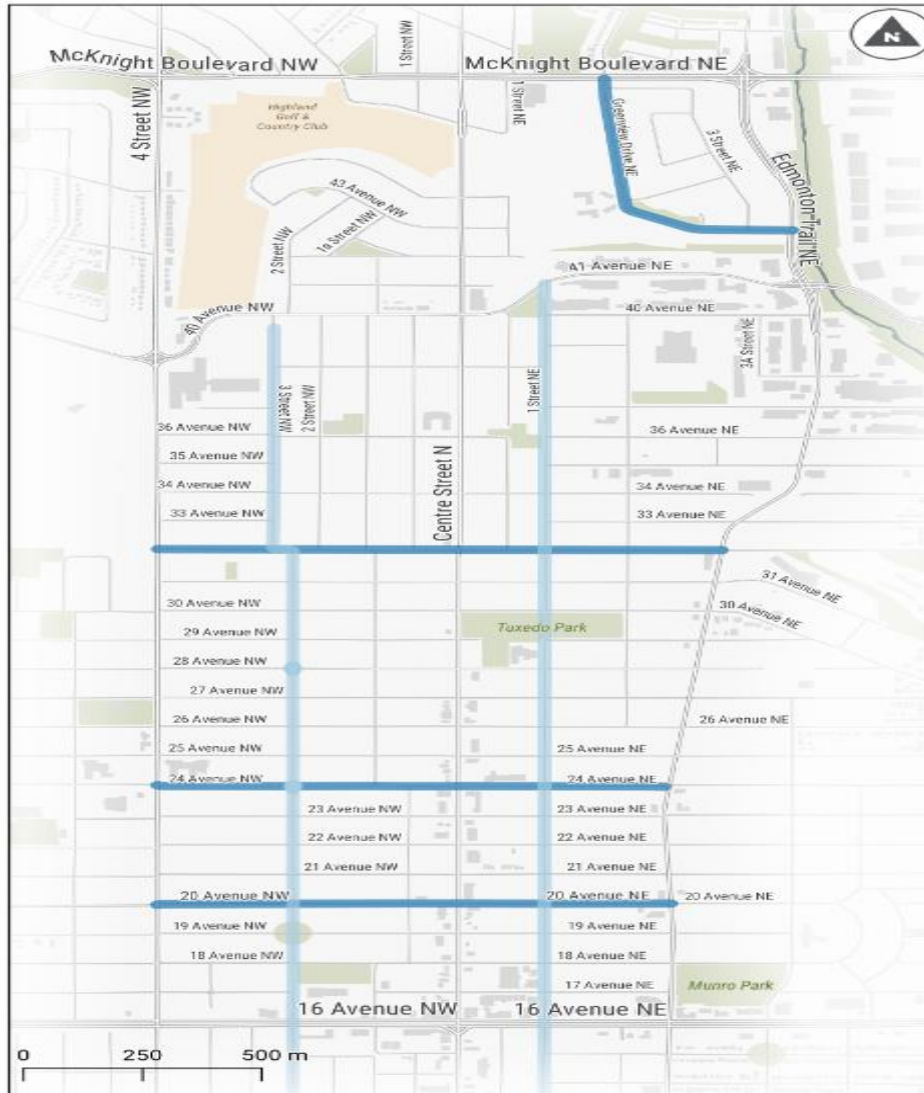 N
McKnight Boulevard NW
McKnight Boulevard NE
1 Street NW
4 Street NW
Highland
Golf &
Country Club
1 Street NE
Greenview Drive NE
3 Street NE
Edmonton Trail NE
43 Avenue NW
1a Street NW
2 Street NW
41 Avenue NE
40 Avenue NW
40 Avenue NE
3A Street NE
3 Street NW
2 Street NW
1 Street NE
36 Avenue NW
36 Avenue NE
Centre Street N
35 Avenue NW
34 Avenue NW
34 Avenue NE
33 Avenue NW
33 Avenue NE
31 Avenue NE
30 Avenue NW
30 Avenue NE
29 Avenue NW
Tuxedo Park
28 Avenue NW
27 Avenue NW
26 Avenue NW
26 Avenue NE
25 Avenue NW
25 Avenue NE
24 Avenue NW
24 Avenue NE
23 Avenue NW
23 Avenue NE
22 Avenue NW
22 Avenue NE
21 Avenue NW
21 Avenue NE
20 Avenue NW
20 Avenue NE
20 Avenue NE
19 Avenue NW
19 Avenue NE
18 Avenue NW
18 Avenue NE
17 Avenue NE
Munro Park
16 Avenue NW
16 Avenue NE
0 250 500 m